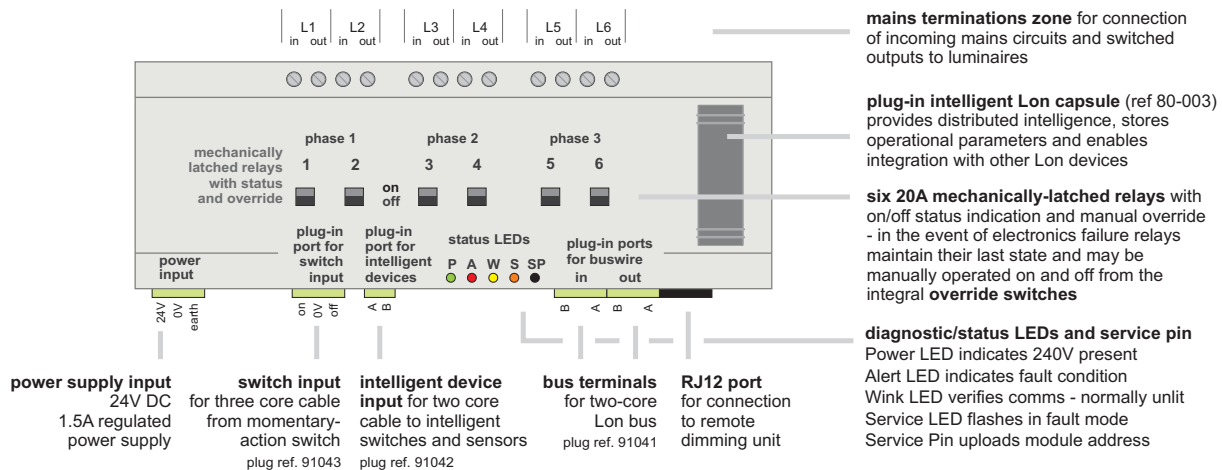 L1 L2 L3 L4 L5 L6
in out in out in out in out in out in out
mains terminations zone for connection
of incoming mains circuits and switched
outputs to luminaires
plug-in intelligent Lon capsule (ref 80-003)
provides distributed intelligence, stores
operational parameters and enables
integration with other Lon devices
phase 1 phase 2 phase 3
mechanically
latched relays
with status
and override
1 2 3 4 5 6
on
off
six 20A mechanically-latched relays with
on/off status indication and manual override
- in the event of electronics failure relays
maintain their last state and may be
manually operated on and off from the
integral override switches
power
input
plug-in
port for
switch
input
plug-in
port for
intelligent
devices
status LEDs
P A W S SP
plug-in ports
for buswire
in out
24V
0V
earth
on
0V
off
A
B
B
A
B
A
power supply input
24V DC
1.5A regulated
power supply
switch input
for three core cable
from momentary-
action switch
plug ref. 91043
intelligent device
input for two core
cable to intelligent
switches and sensors
plug ref. 91042
bus terminals
for two-core
Lon bus
plug ref. 91041
RJ12 port
for connection
to remote
dimming unit
diagnostic/status LEDs and service pin
Power LED indicates 240V present
Alert LED indicates fault condition
Wink LED verifies comms - normally unlit
Service LED flashes in fault mode
Service Pin uploads module address